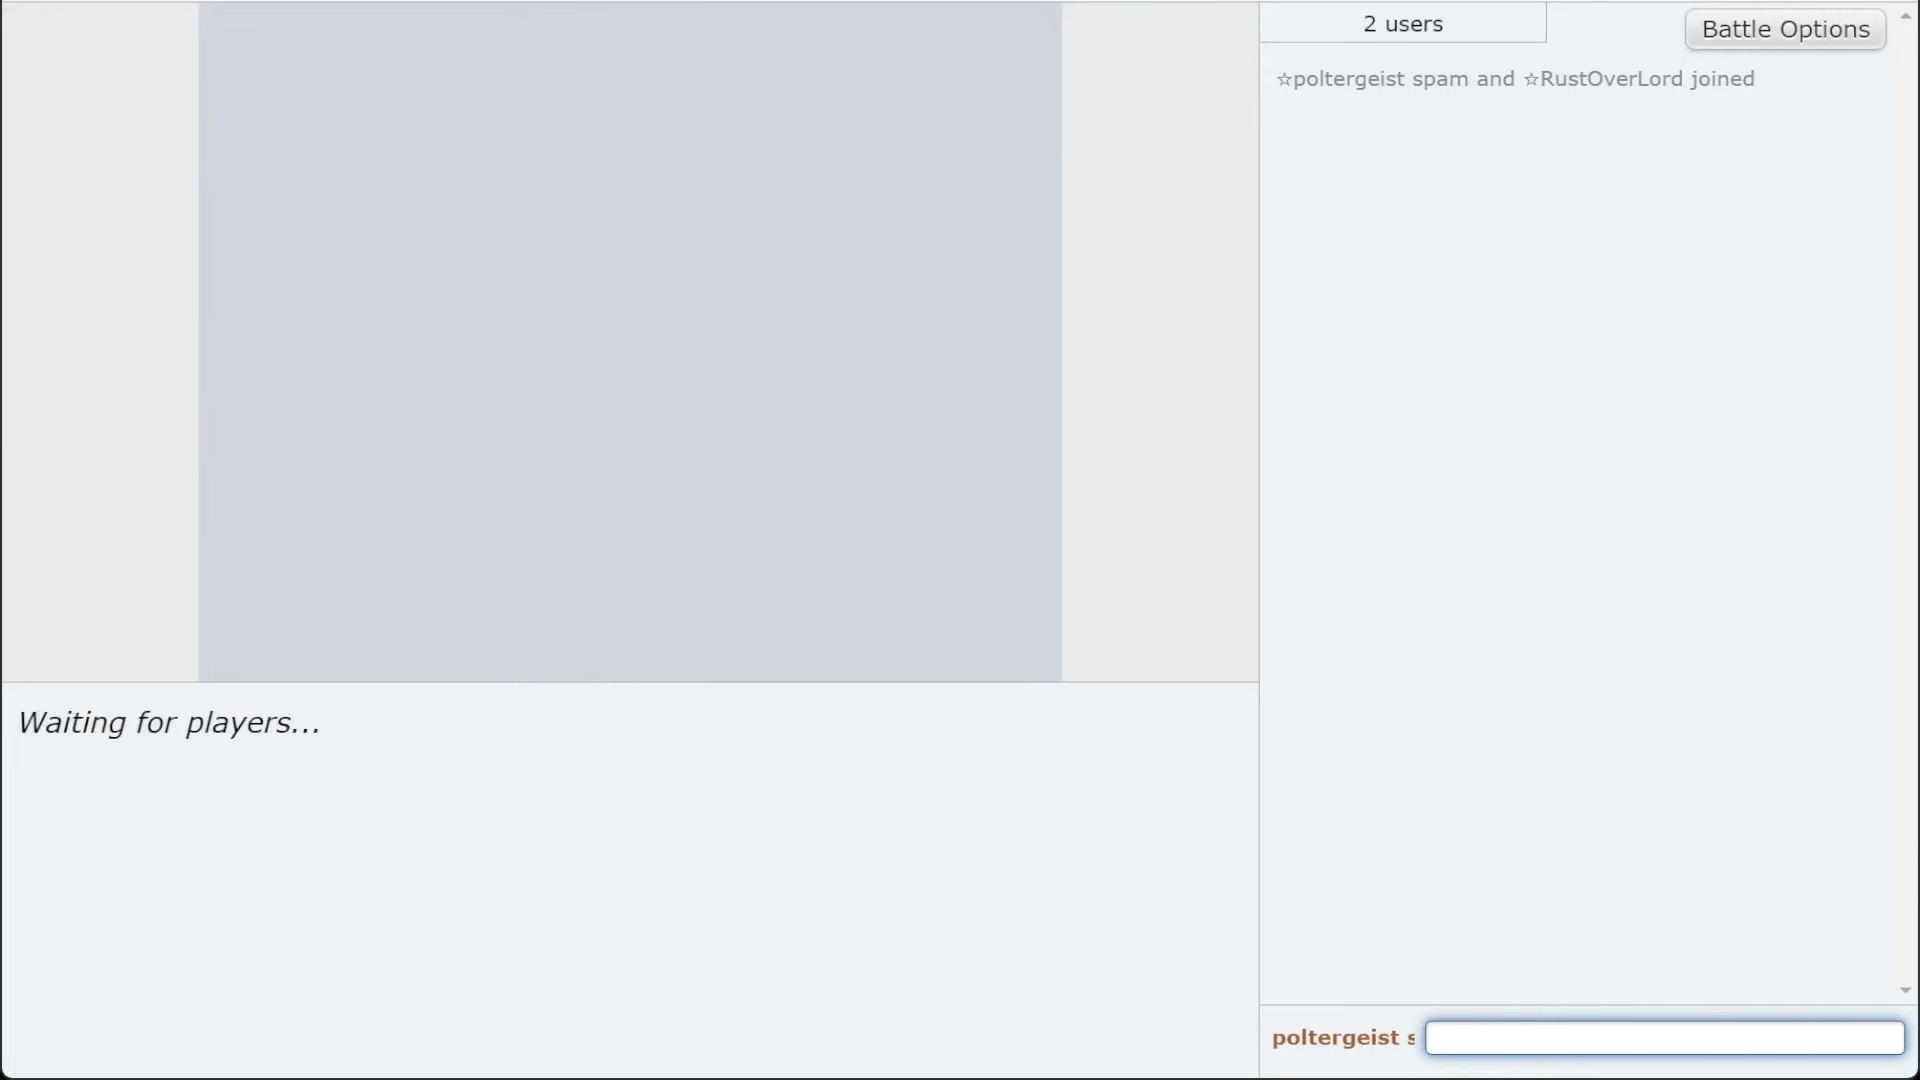 2 users
Battle Options
☆poltergeist spam and ☆RustOverLord joined
Waiting for players...
poltergeist s